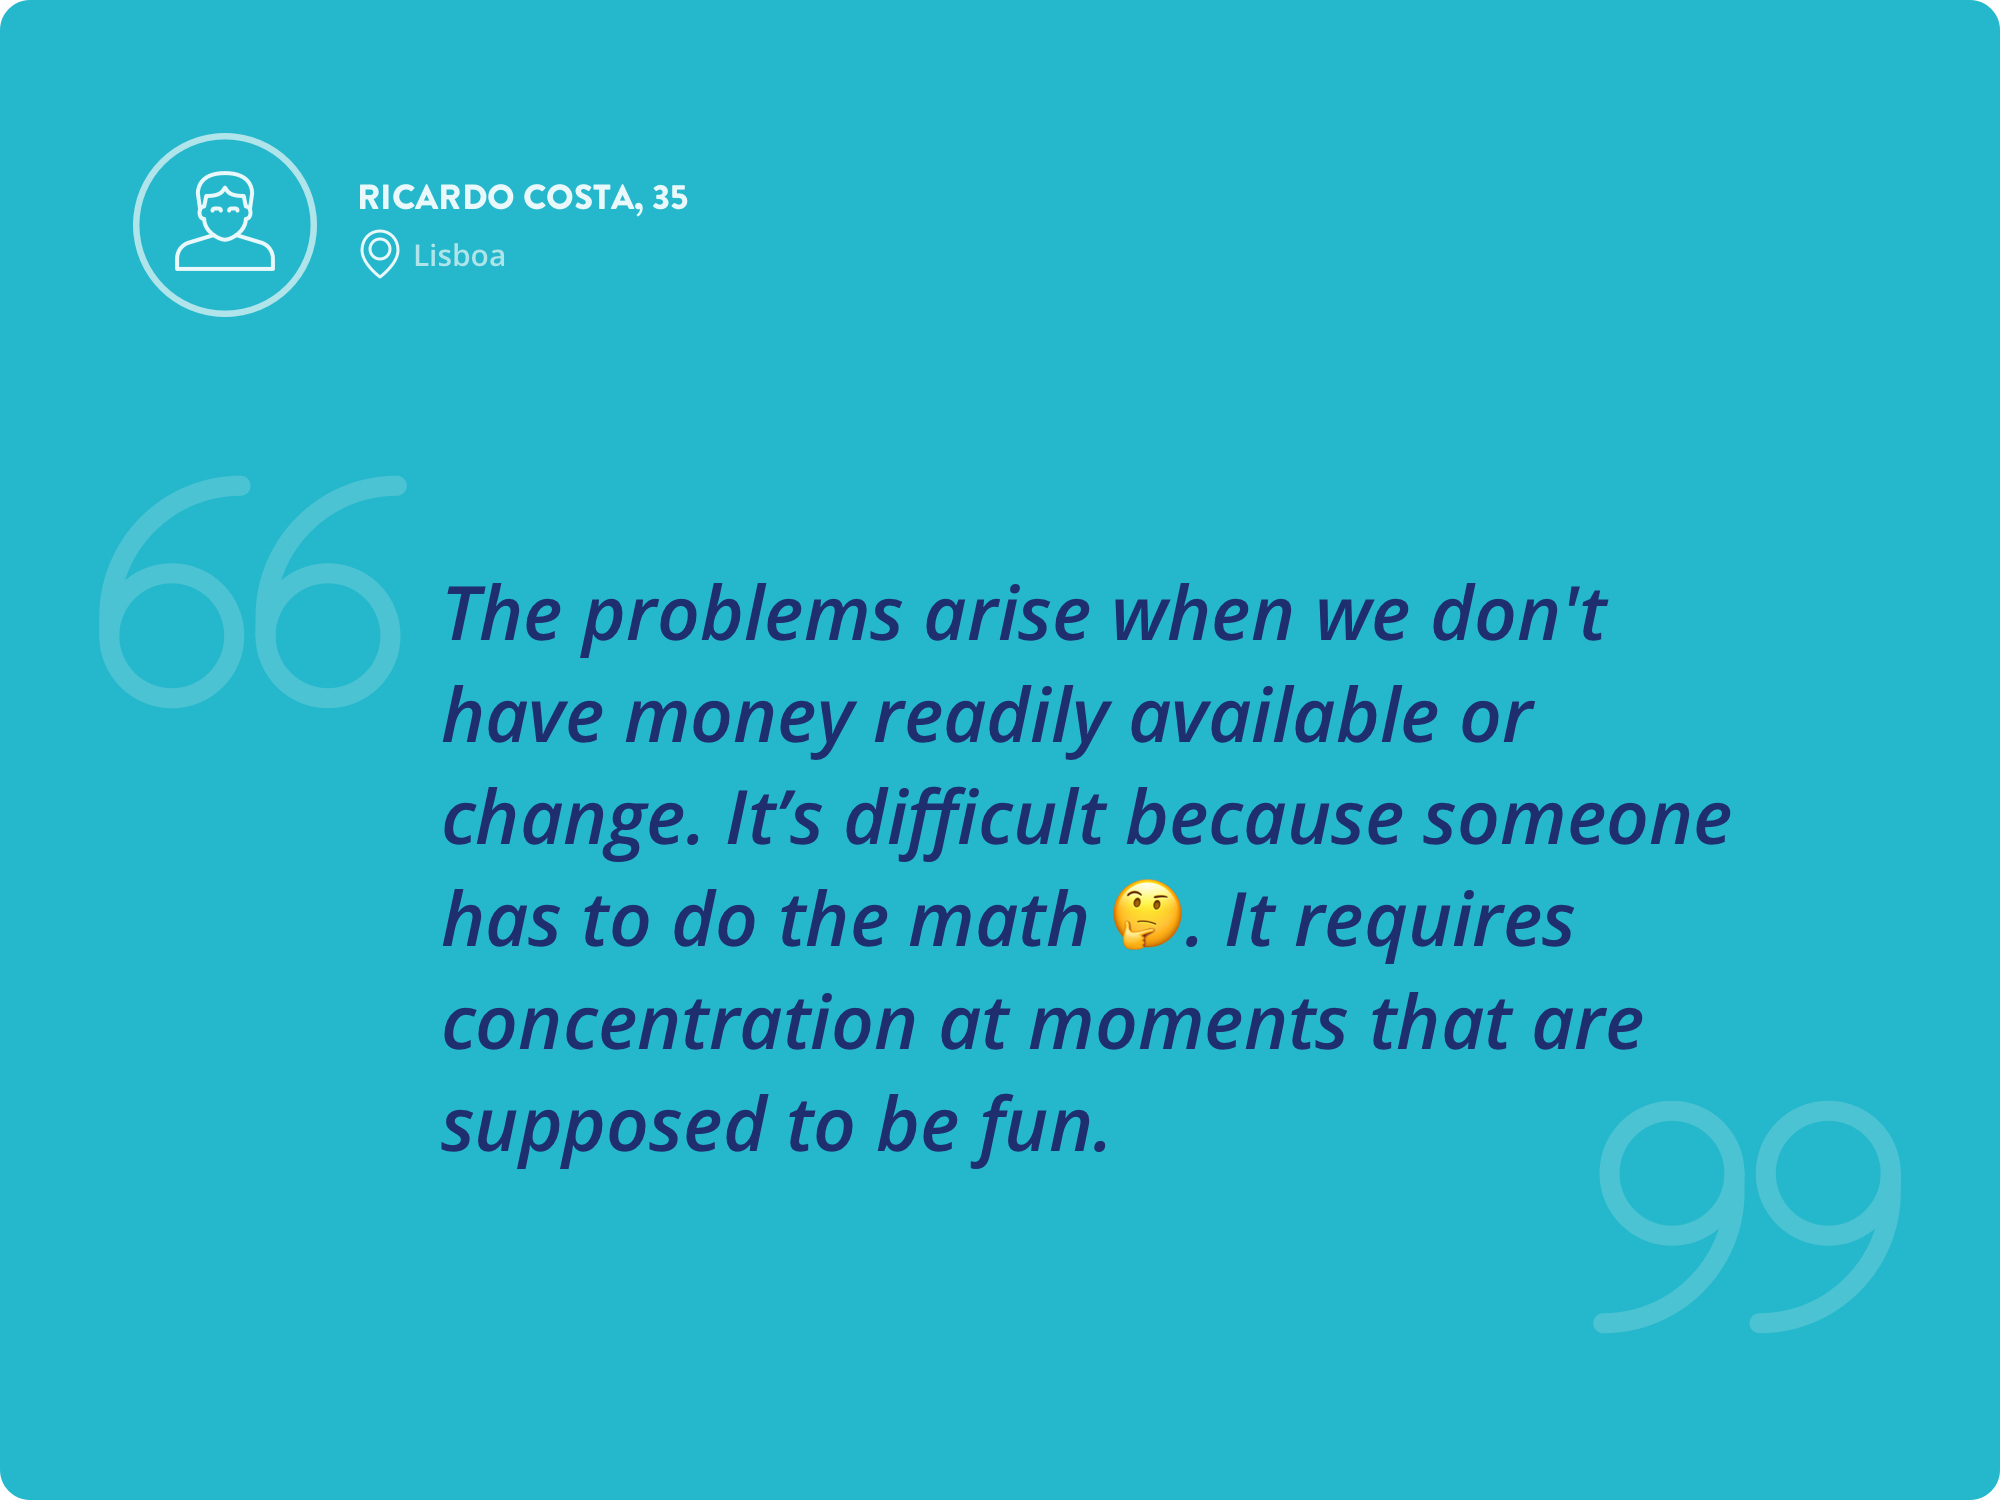 RICARDO COSTA, 35
Lisboa
The problems arise when we don't
have money readily available or
change. It’s difficult because someone
has to do the math 🤔. It requires
concentration at moments that are
supposed to be fun.